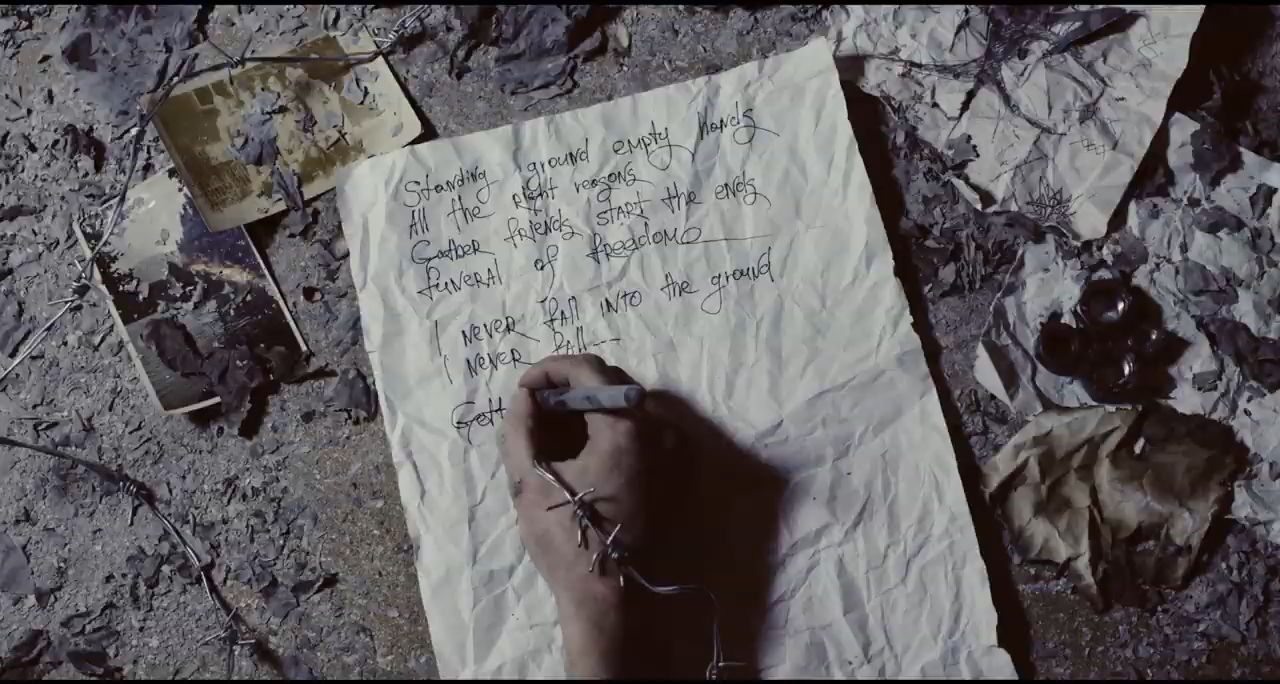 Standing ground empty hands
All the right reasons
Gather friends start the ends
funeral of freedom
I never fall into the ground
I never fall---
Gath